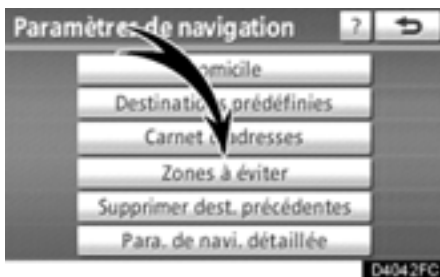 Paramètres de navigation ?
Domicile
Destinations prédéfinies
Carnet d'adresses
Zones à éviter
Supprimer dest. précédentes
Para. de navi. détaillée
D4042FC